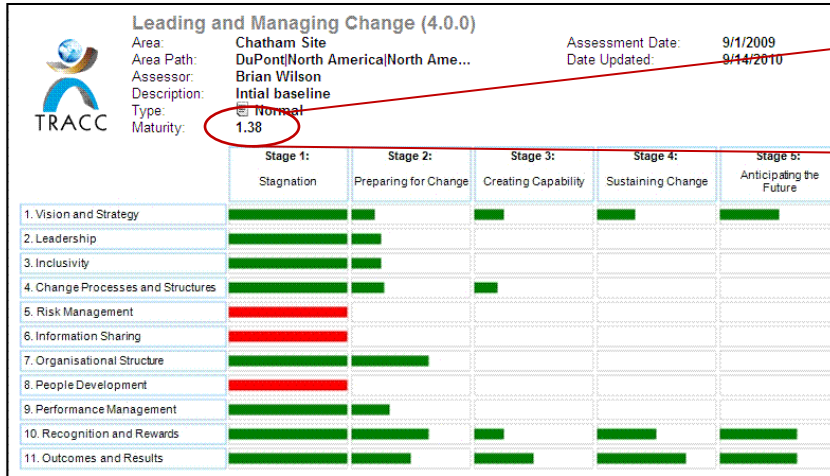 Leading and Managing Change (4.0.0)
Area: Chatham Site Assessment Date: 9/1/2009
Area Path: DuPont|North America|North Ame... Date Updated: 9/14/2010
Assessor: Brian Wilson
Description: Intial baseline
Type: Normal
Maturity: 1.38
TRACC
Stage 1: Stage 2: Stage 3: Stage 4: Stage 5:
Stagnation Preparing for Change Creating Capability Sustaining Change Anticipating the Future
1. Vision and Strategy
2. Leadership
3. Inclusivity
4. Change Processes and Structures
5. Risk Management
6. Information Sharing
7. Organisational Structure
8. People Development
9. Performance Management
10. Recognition and Rewards
11. Outcomes and Results